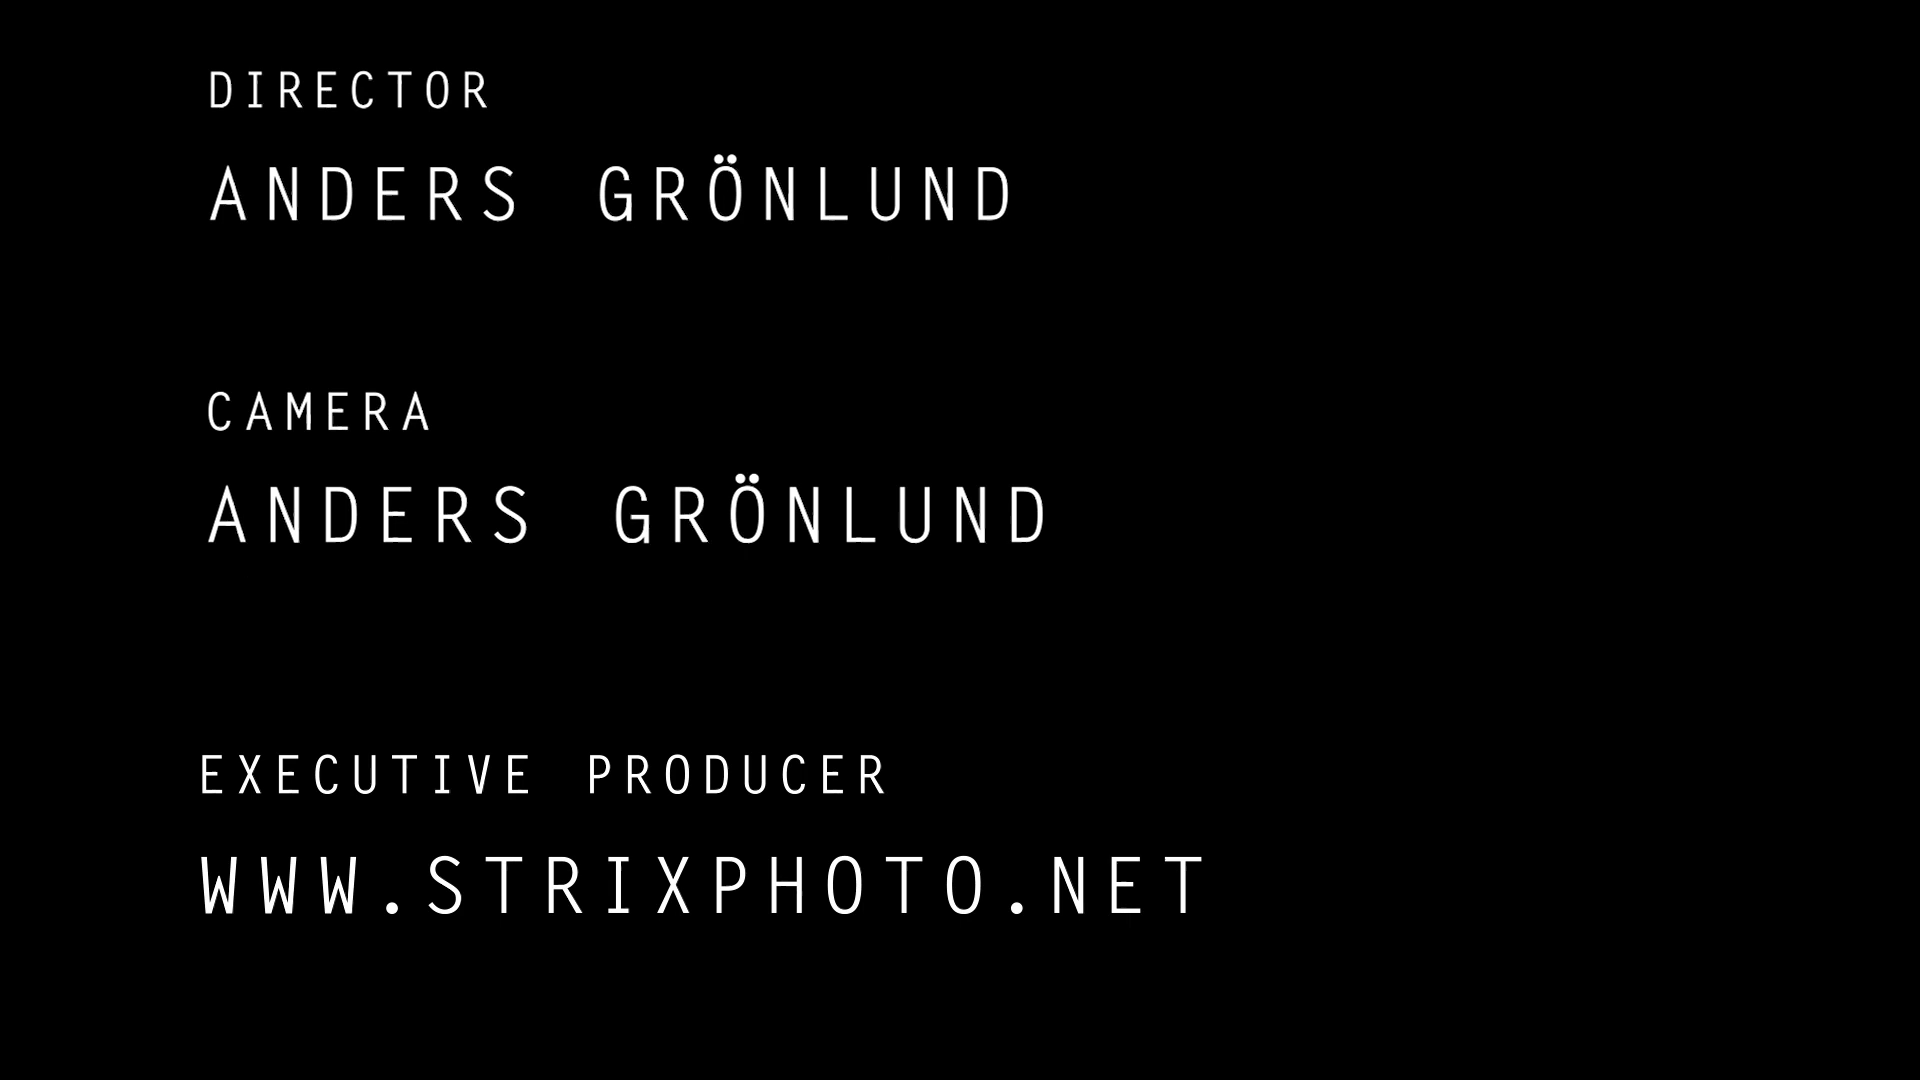 DIRECTOR
ANDERS GRÖNLUND
CAMERA
ANDERS GRÖNLUND
EXECUTIVE PRODUCER
WWW.STRIXPHOTO.NET